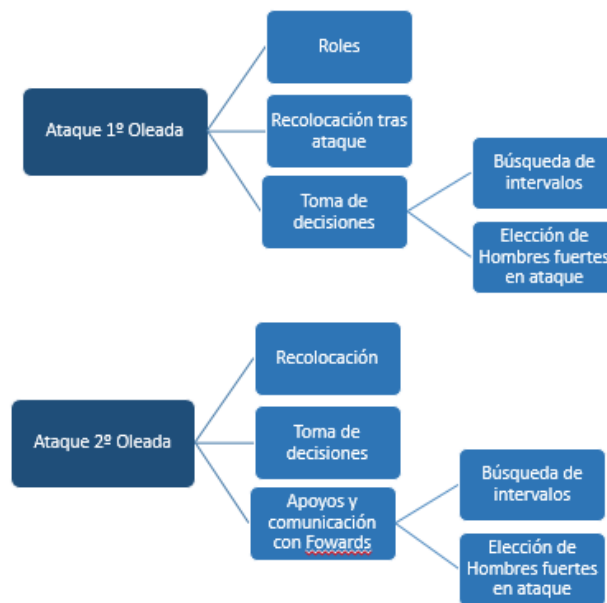 Ataque 1º Oleada
Roles
Recolocación tras
ataque
Toma de
decisiones
Búsqueda de
intervalos
Elección de
Hombres fuertes
en ataque
Ataque 2º Oleada
Recolocación
Toma de
decisiones
Apoyos y
comunicación
con Fowards
Búsqueda de
intervalos
Elección de
Hombres fuertes
en ataque